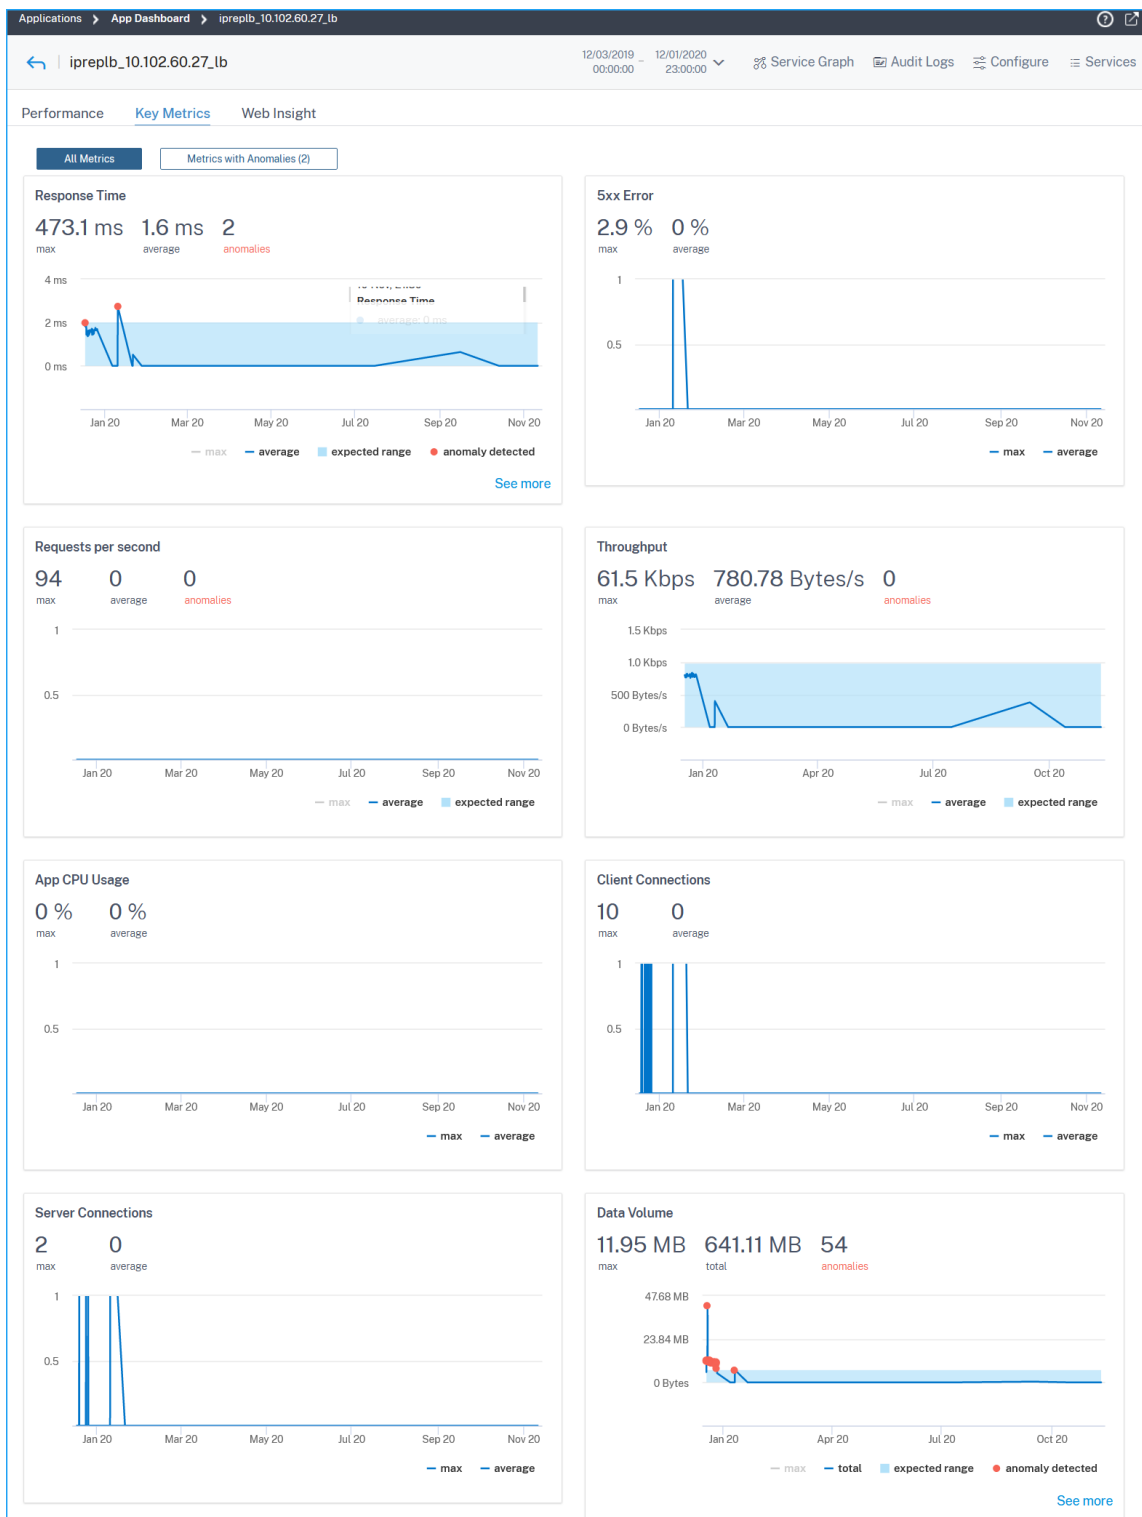 Applications > App Dashboard > ipreplb_10.102.60.27_lb
ipreplb_10.102.60.27_lb
12/03/2019 00:00:00 – 12/01/2020 23:00:00
Service Graph Audit Logs Configure Services
Performance Key Metrics Web Insight
All Metrics Metrics with Anomalies (2)
Response Time
473.1 ms 1.6 ms 2
max average anomalies
4 ms
2 ms
0 ms
Response Time
average: 0 ms
Jan 20 Mar 20 May 20 Jul 20 Sep 20 Nov 20
max average expected range anomaly detected
See more
5xx Error
2.9 % 0 %
max average
1
0.5
Jan 20 Mar 20 May 20 Jul 20 Sep 20 Nov 20
max average
Requests per second
94 0 0
max average anomalies
1
0.5
Jan 20 Mar 20 May 20 Jul 20 Sep 20 Nov 20
max average expected range
Throughput
61.5 Kbps 780.78 Bytes/s 0
max average anomalies
1.5 Kbps
1.0 Kbps
500 Bytes/s
0 Bytes/s
Jan 20 Apr 20 Jul 20 Oct 20
max average expected range
App CPU Usage
0 % 0 %
max average
1
0.5
Jan 20 Mar 20 May 20 Jul 20 Sep 20 Nov 20
max average
Client Connections
10 0
max average
1
0.5
Jan 20 Mar 20 May 20 Jul 20 Sep 20 Nov 20
max average
Server Connections
2 0
max average
1
0.5
Jan 20 Mar 20 May 20 Jul 20 Sep 20 Nov 20
max average
Data Volume
11.95 MB 641.11 MB 54
max total anomalies
47.68 MB
23.84 MB
0 Bytes
Jan 20 Apr 20 Jul 20 Oct 20
max total expected range anomaly detected
See more